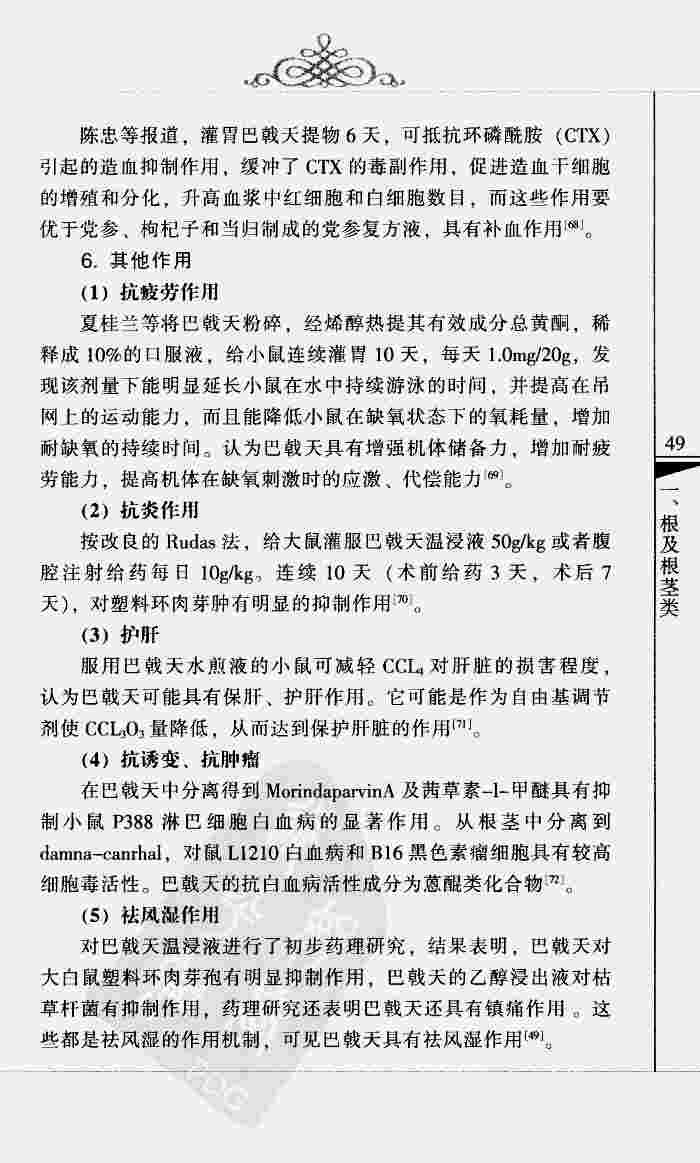 陈忠等报道，灌胃巴戟天提物 6 天，可抵抗环磷酰胺 (CTX)
引起的造血抑制作用，缓冲了 CTX 的毒副作用，促进造血干细胞
的增殖和分化，升高血浆中红细胞和白细胞数目，而这些作用要
优于党参、枸杞子和当归制成的党参复方液，具有补血作用[68]。
6. 其他作用
(1) 抗疲劳作用
夏桂兰等将巴戟天粉碎，经烯醇热提其有效成分总黄酮，稀
释成 10%的口服液，给小鼠连续灌胃 10 天，每天 1.0mg/20g，发
现该剂量下能明显延长小鼠在水中持续游泳的时间，并提高在吊
网上的运动能力，而且能降低小鼠在缺氧状态下的氧耗量，增加
耐缺氧的持续时间。认为巴戟天具有增强机体储备力，增加耐疲
劳能力，提高机体在缺氧刺激时的应激、代偿能力[69]。
(2) 抗炎作用
按改良的 Rudas 法，给大鼠灌服巴戟天温浸液 50g/kg 或者腹
腔注射给药每日 10g/kg，连续 10 天 (术前给药 3 天，术后 7
天)，对塑料环肉芽肿有明显的抑制作用[70]。
(3) 护肝
服用巴戟天水煎液的小鼠可减轻 CCL4 对肝脏的损害程度，
认为巴戟天可能具有保肝、护肝作用。它可能是作为自由基调节
剂使 CCL3O3 量降低，从而达到保护肝脏的作用[71]。
(4) 抗诱变、抗肿瘤
在巴戟天中分离得到 MorindaparvinA 及茜草素-1-甲醚具有抑
制小鼠 P388 淋巴细胞白血病的显著作用。从根茎中分离到
damna-canrhal，对鼠 L1210 白血病和 B16 黑色素瘤细胞具有较高
细胞毒活性。巴戟天的抗白血病活性成分为蒽醌类化合物[72]。
(5) 祛风湿作用
对巴戟天温浸液进行了初步药理研究，结果表明，巴戟天对
大白鼠塑料环肉芽孢有明显抑制作用，巴戟天的乙醇浸出液对枯
草杆菌有抑制作用，药理研究还表明巴戟天还具有镇痛作用 。这
些都是祛风湿的作用机制，可见巴戟天具有祛风湿作用[49]。
49
一、根及根茎类